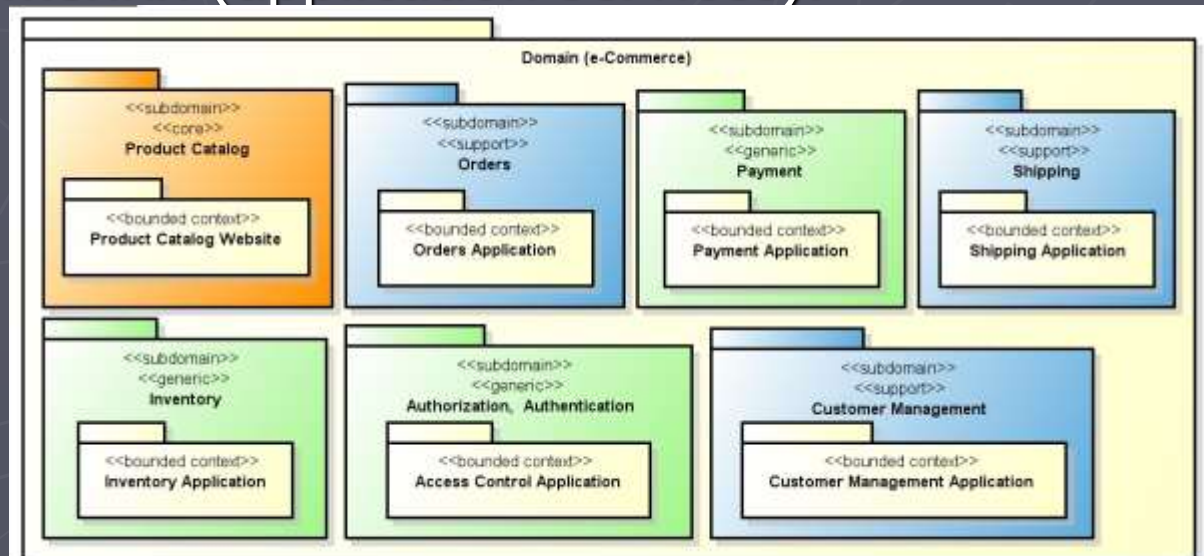 Domain (e-Commerce)
<<subdomain>>
<<core>>
Product Catalog
<<bounded context>>
Product Catalog Website
<<subdomain>>
<<support>>
Orders
<<bounded context>>
Orders Application
<<subdomain>>
<<generic>>
Payment
<<bounded context>>
Payment Application
<<subdomain>>
<<support>>
Shipping
<<bounded context>>
Shipping Application
<<subdomain>>
<<generic>>
Inventory
<<bounded context>>
Inventory Application
<<subdomain>>
<<generic>>
Authorization, Authentication
<<bounded context>>
Access Control Application
<<subdomain>>
<<support>>
Customer Management
<<bounded context>>
Customer Management Application